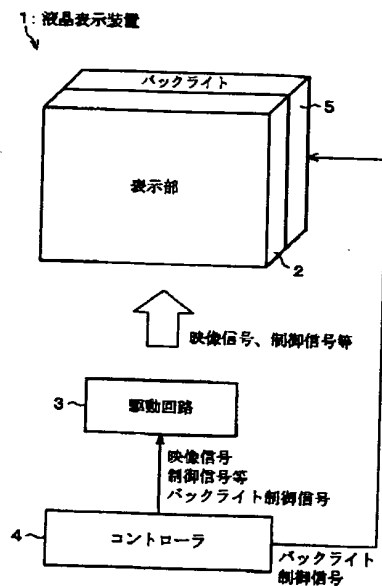 1:液晶表示装置
バックライト
5
表示部
2
映像信号、制御信号等
3
駆動回路
映像信号
制御信号等
バックライト制御信号
4
コントローラ
バックライト
制御信号